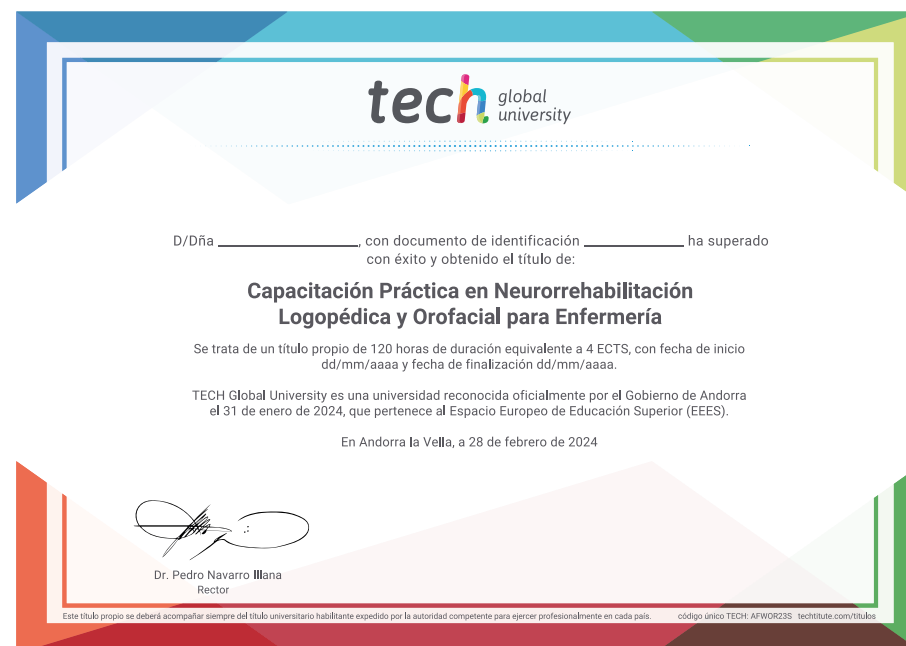 tech global university
D/Dña ____________________, con documento de identificación ______________ ha superado
con éxito y obtenido el título de:
Capacitación Práctica en Neurorrehabilitación
Logopédica y Orofacial para Enfermería
Se trata de un título propio de 120 horas de duración equivalente a 4 ECTS, con fecha de inicio
dd/mm/aaaa y fecha de finalización dd/mm/aaaa.
TECH Global University es una universidad reconocida oficialmente por el Gobierno de Andorra
el 31 de enero de 2024, que pertenece al Espacio Europeo de Educación Superior (EEES).
En Andorra la Vella, a 28 de febrero de 2024
Dr. Pedro Navarro Illana
Rector
Este título propio se deberá acompañar siempre del título universitario habilitante expedido por la autoridad competente para ejercer profesionalmente en cada país. código único TECH: AFWOR23S techtitute.com/titulos